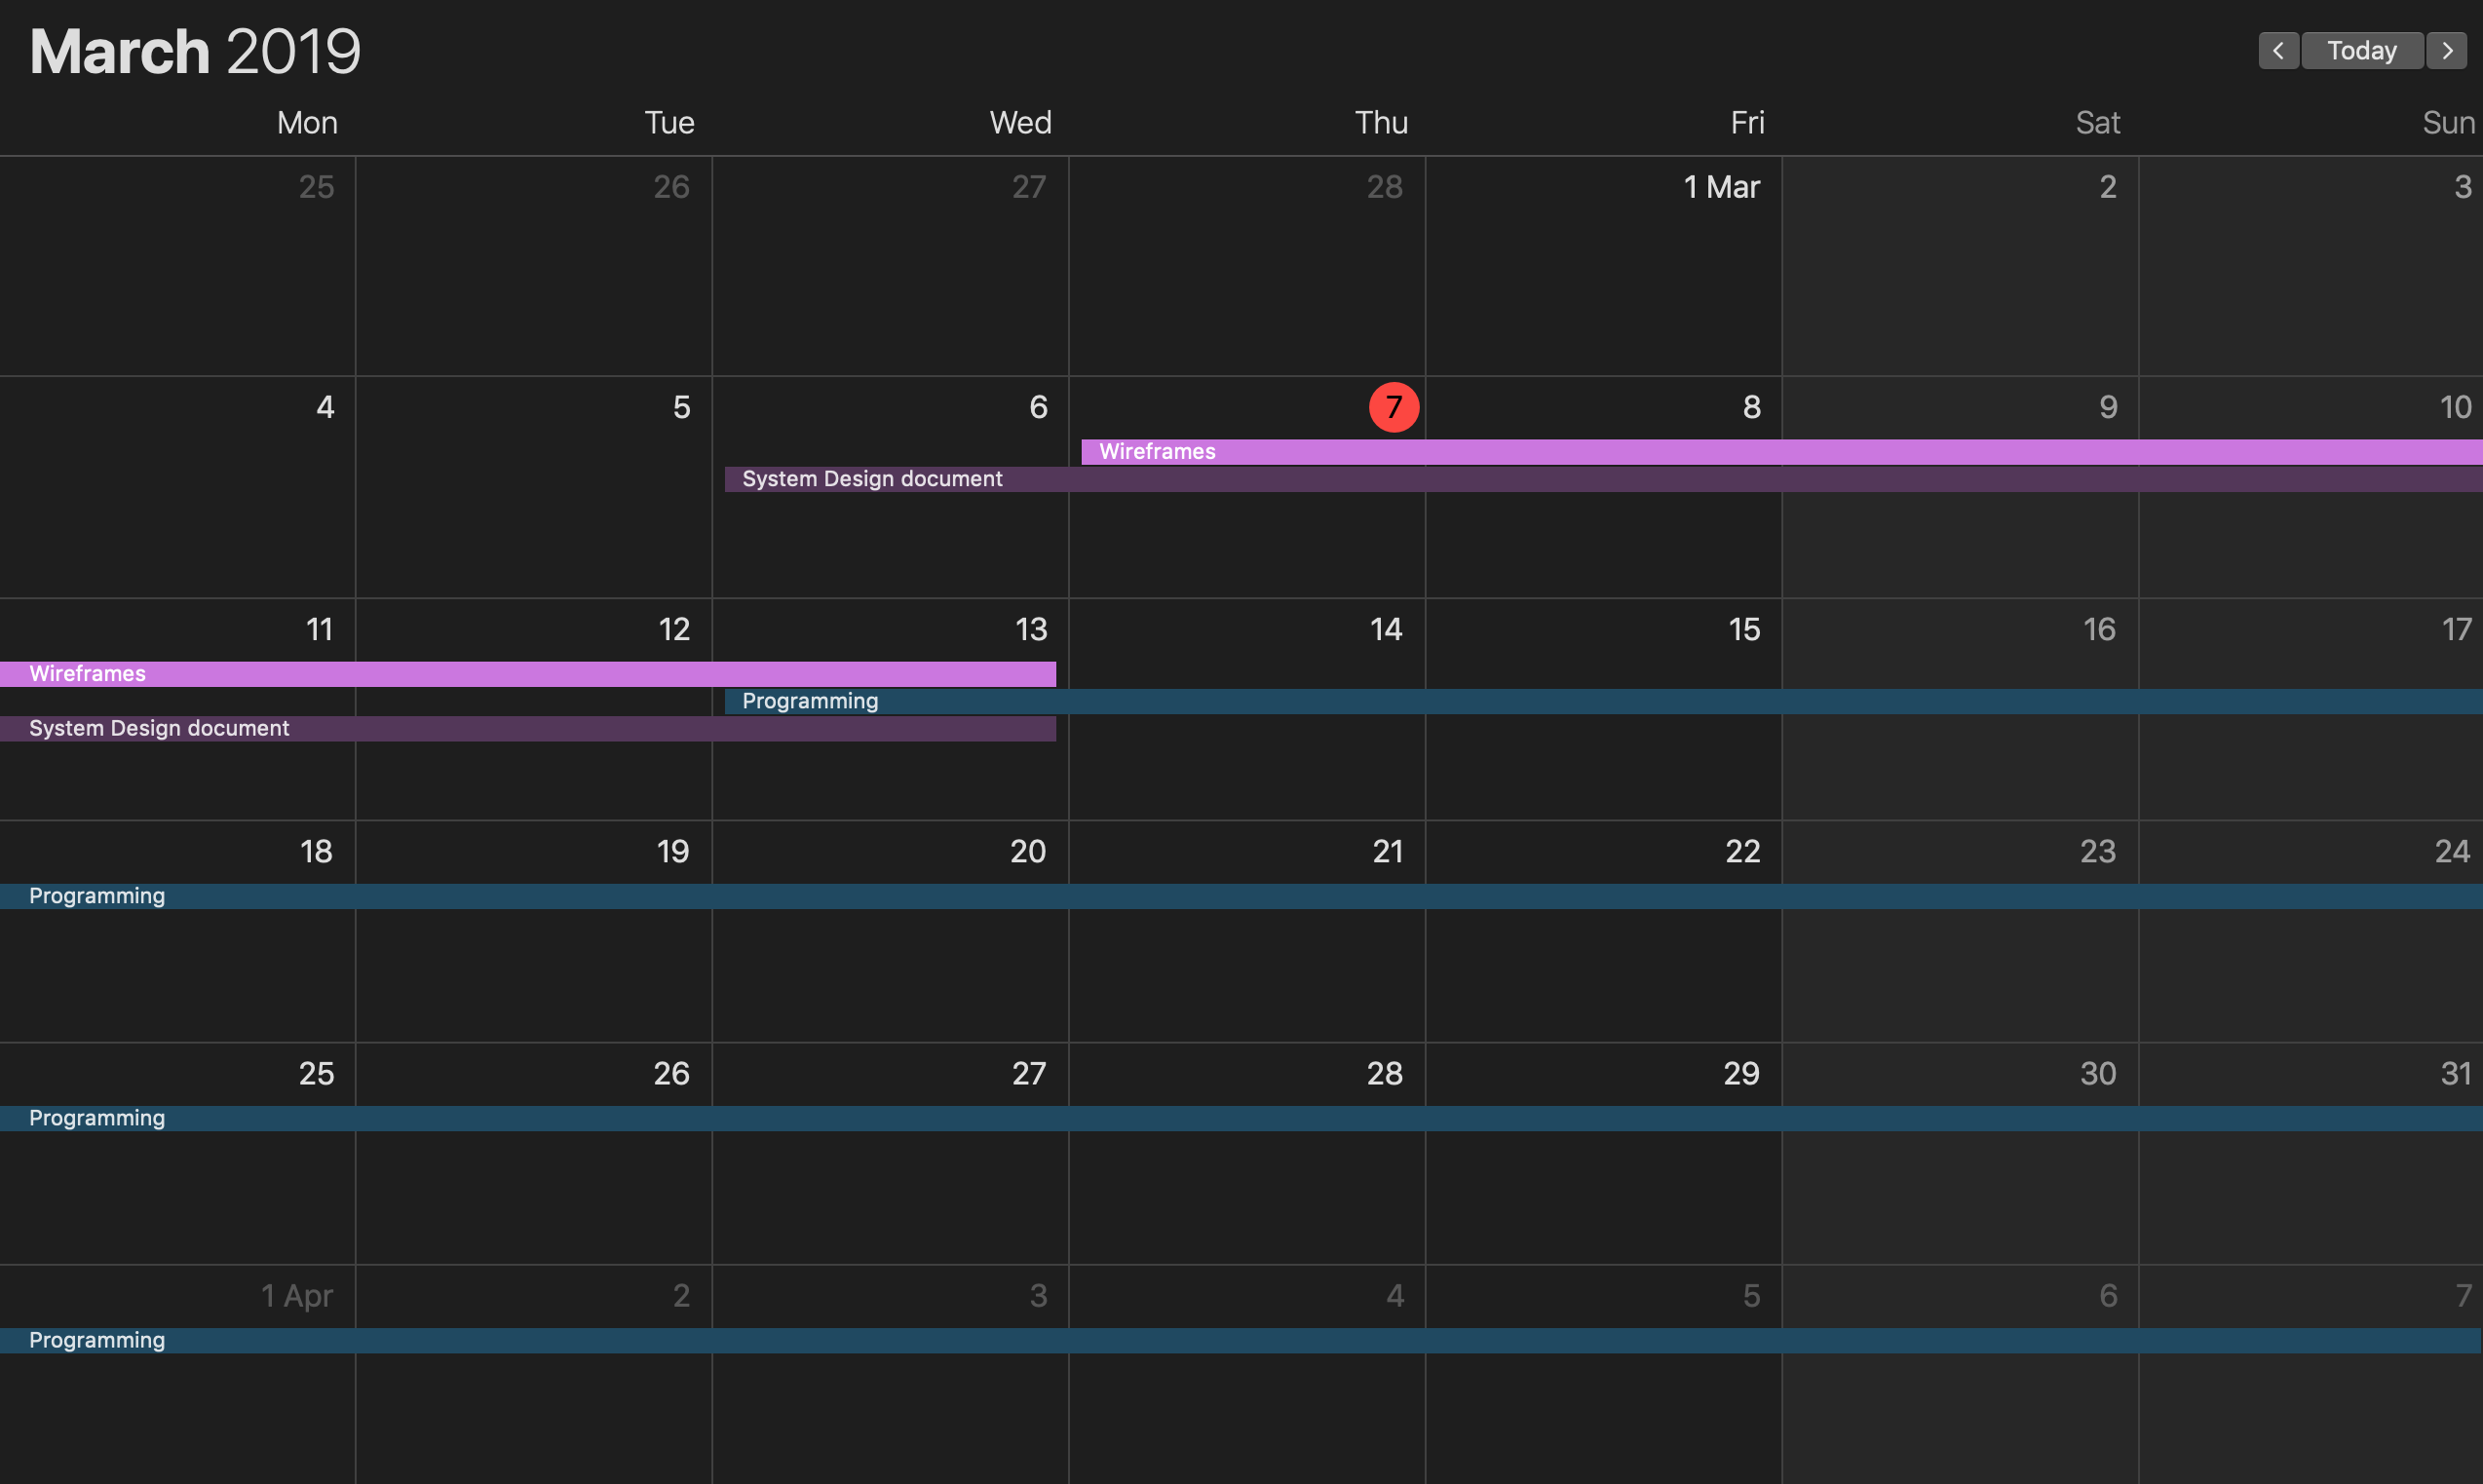 March 2019
Today
Mon Tue Wed Thu Fri Sat Sun
25 26 27 28 1 Mar 2 3
4 5 6 7 8 9 10
Wireframes
System Design document
11 12 13 14 15 16 17
Wireframes
Programming
System Design document
18 19 20 21 22 23 24
Programming
25 26 27 28 29 30 31
Programming
1 Apr 2 3 4 5 6 7
Programming